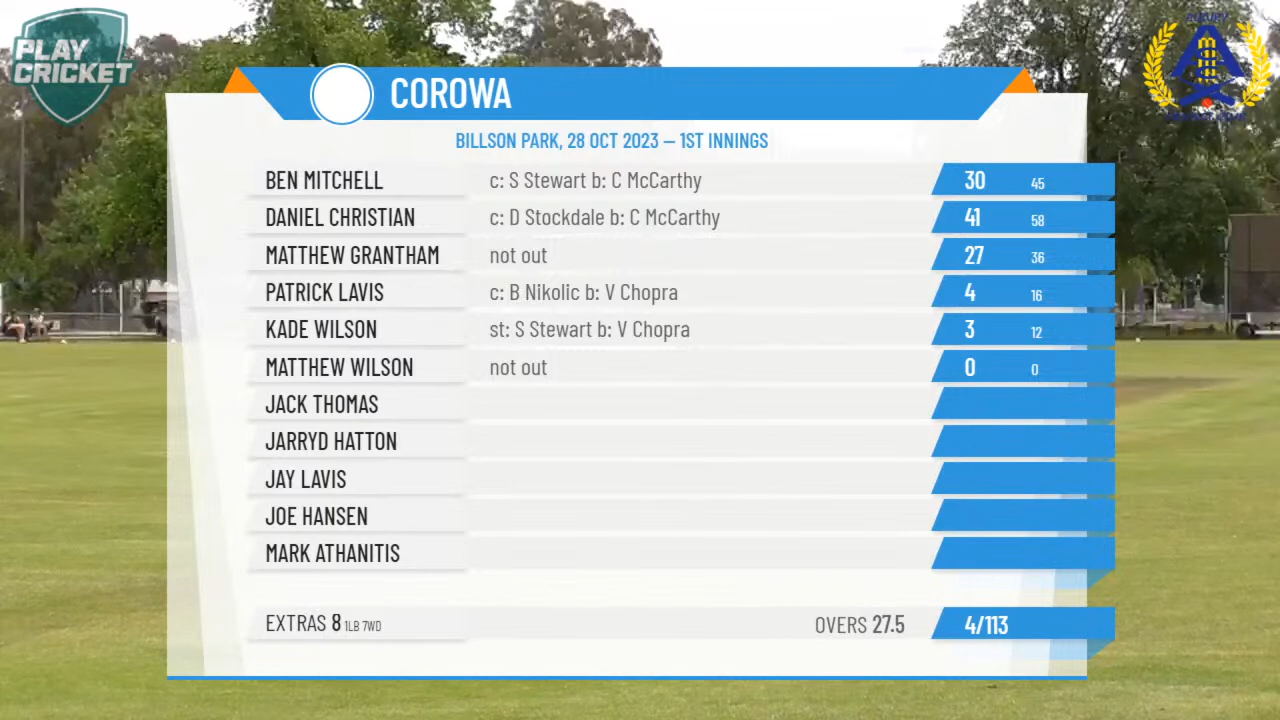 PLAY
CRICKET
ALBURY
COROWA
BILLSON PARK, 28 OCT 2023 – 1ST INNINGS
BEN MITCHELL c: S Stewart b: C McCarthy 30 45
DANIEL CHRISTIAN c: D Stockdale b: C McCarthy 41 58
MATTHEW GRANTHAM not out 27 36
PATRICK LAVIS c: B Nikolic b: V Chopra 4 16
KADE WILSON st: S Stewart b: V Chopra 3 12
MATTHEW WILSON not out 0 0
JACK THOMAS
JARRYD HATTON
JAY LAVIS
JOE HANSEN
MARK ATHANITIS
EXTRAS 8 1LB 7WD OVERS 27.5 4/113